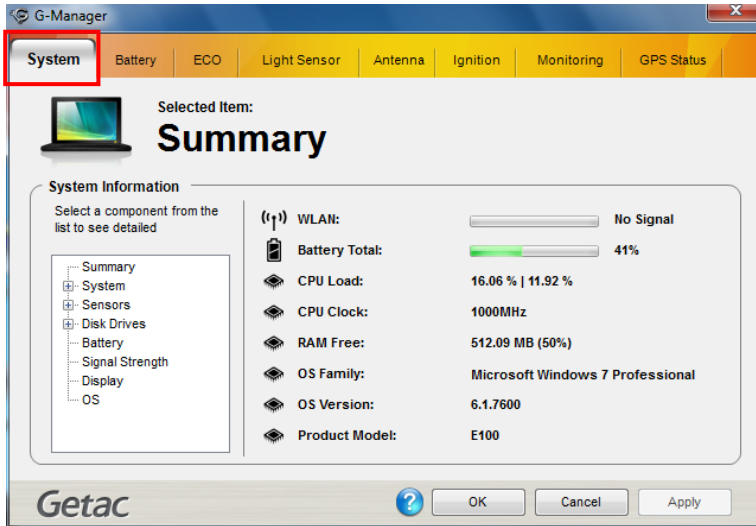 G-Manager
System Battery ECO Light Sensor Antenna Ignition Monitoring GPS Status
Selected Item:
Summary
System Information
Select a component from the
list to see detailed
Summary
System
Sensors
Disk Drives
Battery
Signal Strength
Display
OS
WLAN: No Signal
Battery Total: 41%
CPU Load: 16.06 % | 11.92 %
CPU Clock: 1000MHz
RAM Free: 512.09 MB (50%)
OS Family: Microsoft Windows 7 Professional
OS Version: 6.1.7600
Product Model: E100
Getac ? OK Cancel Apply